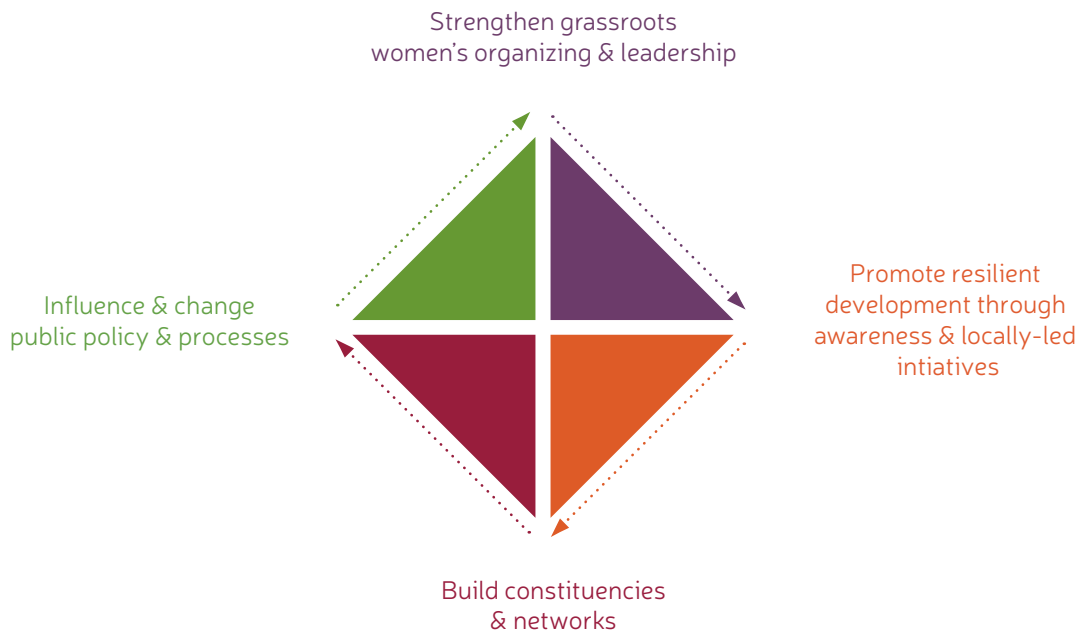 Strengthen grassroots
women's organizing & leadership
Influence & change
public policy & processes
Promote resilient
development through
awareness & locally-led
intiatives
Build constituencies
& networks